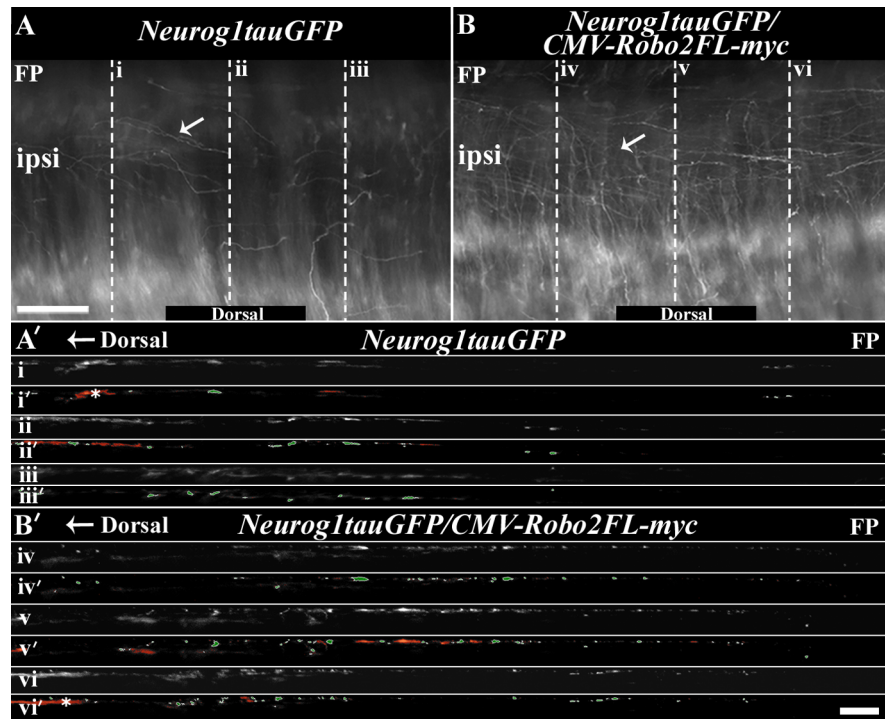 A Neurog1tauGFP
FP i ii iii
ipsi
Dorsal
B Neurog1tauGFP/
CMV-Robo2FL-myc
FP iv v vi
ipsi
Dorsal
A′ ← Dorsal Neurog1tauGFP FP
i
i′ *
ii
ii′
iii
iii′
B′ ← Dorsal Neurog1tauGFP/CMV-Robo2FL-myc FP
iv
iv′
v
v′
vi
vi′ *